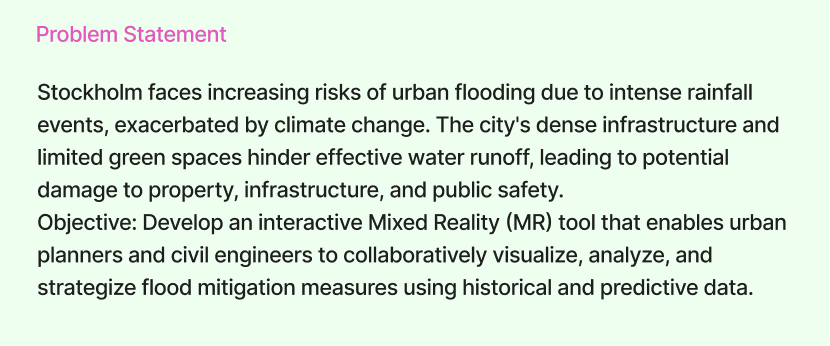 Problem Statement
Stockholm faces increasing risks of urban flooding due to intense rainfall
events, exacerbated by climate change. The city's dense infrastructure and
limited green spaces hinder effective water runoff, leading to potential
damage to property, infrastructure, and public safety.
Objective: Develop an interactive Mixed Reality (MR) tool that enables urban
planners and civil engineers to collaboratively visualize, analyze, and
strategize flood mitigation measures using historical and predictive data.